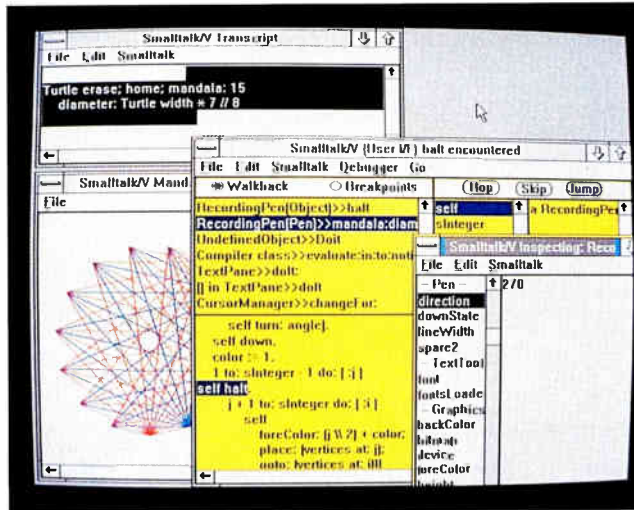 Smalltalk/V Transcript
File Edit Smalltalk
Turtle erase; home; mandala: 15
diameter: Turtle width * 7 // 8
Smalltalk/V Mand
File
Smalltalk/V (User I/F) halt encountered
File Edit Smalltalk Debugger Go
Walkback Breakpoints
Hop Skip Jump
RecordingPen(Object)>>halt
RecordingPen(Pen)>>mandala:diam
UndefinedObject>>Doit
Compiler class>>evaluate:in:to:noti
TextPane>>doIt:
[] in TextPane>>doIt
CursorManager>>changeFor:
self
sInteger
a RecordingPen
self turn: angle].
self down.
color := 1.
1 to: sInteger - 1 do: [ :j |
self halt.
j + 1 to: sInteger do: [ :i |
self
foreColor: (j \\ 2) + color;
place: (vertices at: j);
goto: (vertices at: i)]]
Smalltalk/V Inspecting: Reco
File Edit Smalltalk
- Pen -
direction
downState
lineWidth
spare2
- TextTool
font
fontsLoade
- Graphics
backColor
bitmap
device
foreColor
height
270